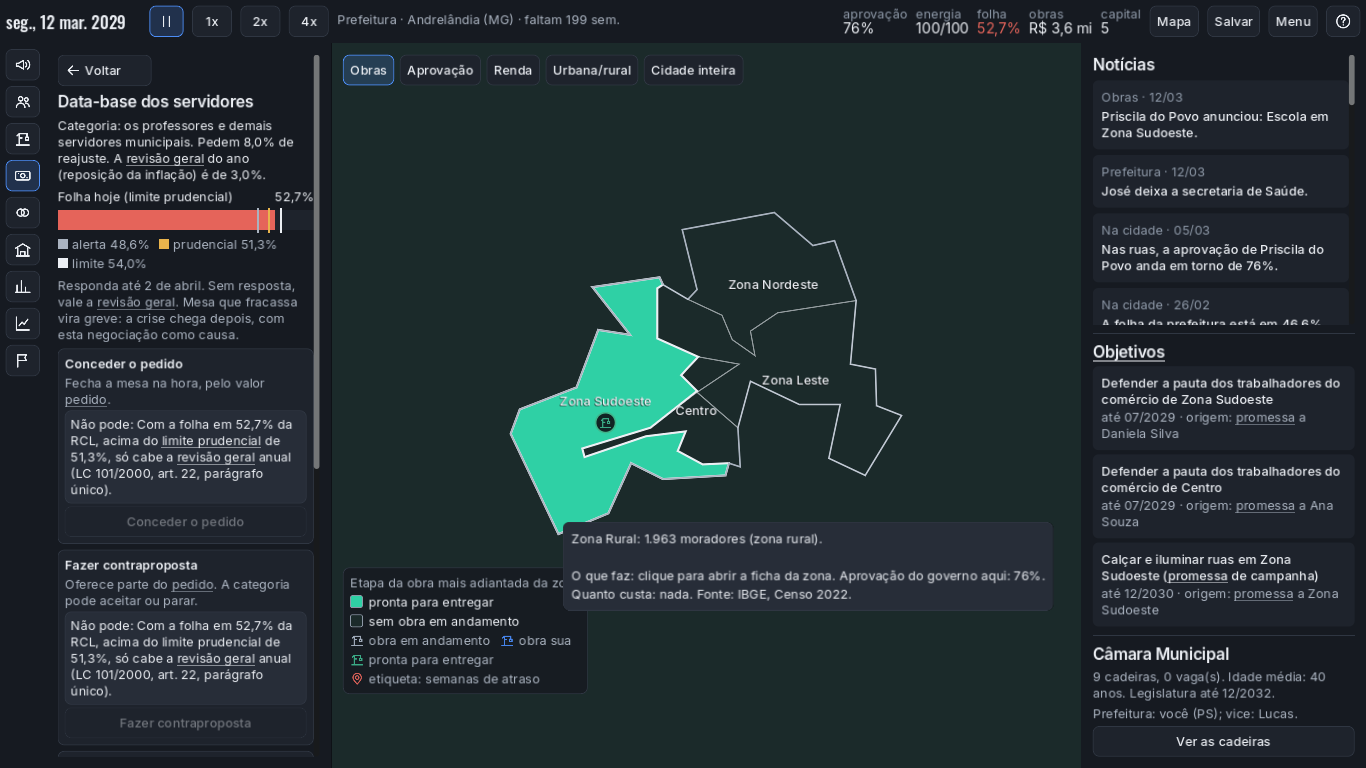 seg., 12 mar. 2029
1x
2x
4x
Prefeitura · Andrelândia (MG) · faltam 199 sem.
aprovação
76%
energia
100/100
folha
52,7%
obras
R$ 3,6 mi
capital
5
Mapa
Salvar
Menu
Voltar
Data-base dos servidores
Categoria: os professores e demais
servidores municipais. Pedem 8,0% de
reajuste. A revisão geral do ano
(reposição da inflação) é de 3,0%.
Folha hoje (limite prudencial) 52,7%
alerta 48,6% prudencial 51,3%
limite 54,0%
Responda até 2 de abril. Sem resposta,
vale a revisão geral. Mesa que fracassa
vira greve: a crise chega depois, com
esta negociação como causa.
Conceder o pedido
Fecha a mesa na hora, pelo valor
pedido.
Não pode: Com a folha em 52,7% da
RCL, acima do limite prudencial de
51,3%, só cabe a revisão geral anual
(LC 101/2000, art. 22, parágrafo
único).
Conceder o pedido
Fazer contraproposta
Oferece parte do pedido. A categoria
pode aceitar ou parar.
Não pode: Com a folha em 52,7% da
RCL, acima do limite prudencial de
51,3%, só cabe a revisão geral anual
(LC 101/2000, art. 22, parágrafo
único).
Fazer contraproposta
Obras
Aprovação
Renda
Urbana/rural
Cidade inteira
Zona Nordeste
Zona Leste
Zona Sudoeste
Centro
Zona Rural: 1.963 moradores (zona rural).
O que faz: clique para abrir a ficha da zona. Aprovação do governo aqui: 76%.
Quanto custa: nada. Fonte: IBGE, Censo 2022.
Etapa da obra mais adiantada da
pronta para entregar
sem obra em andamento
obra em andamento obra sua
pronta para entregar
etiqueta: semanas de atraso
Notícias
Obras · 12/03
Priscila do Povo anunciou: Escola em
Zona Sudoeste.
Prefeitura · 12/03
José deixa a secretaria de Saúde.
Na cidade · 05/03
Nas ruas, a aprovação de Priscila do
Povo anda em torno de 76%.
Na cidade · 26/02
A folha da prefeitura está em 46,6%
Objetivos
Defender a pauta dos trabalhadores do
comércio de Zona Sudoeste
até 07/2029 · origem: promessa a
Daniela Silva
Defender a pauta dos trabalhadores do
comércio de Centro
até 07/2029 · origem: promessa a Ana
Souza
Calçar e iluminar ruas em Zona
Sudoeste (promessa de campanha)
até 12/2030 · origem: promessa a Zona
Sudoeste
Câmara Municipal
9 cadeiras, 0 vaga(s). Idade média: 40
anos. Legislatura até 12/2032.
Prefeitura: você (PS); vice: Lucas.
Ver as cadeiras